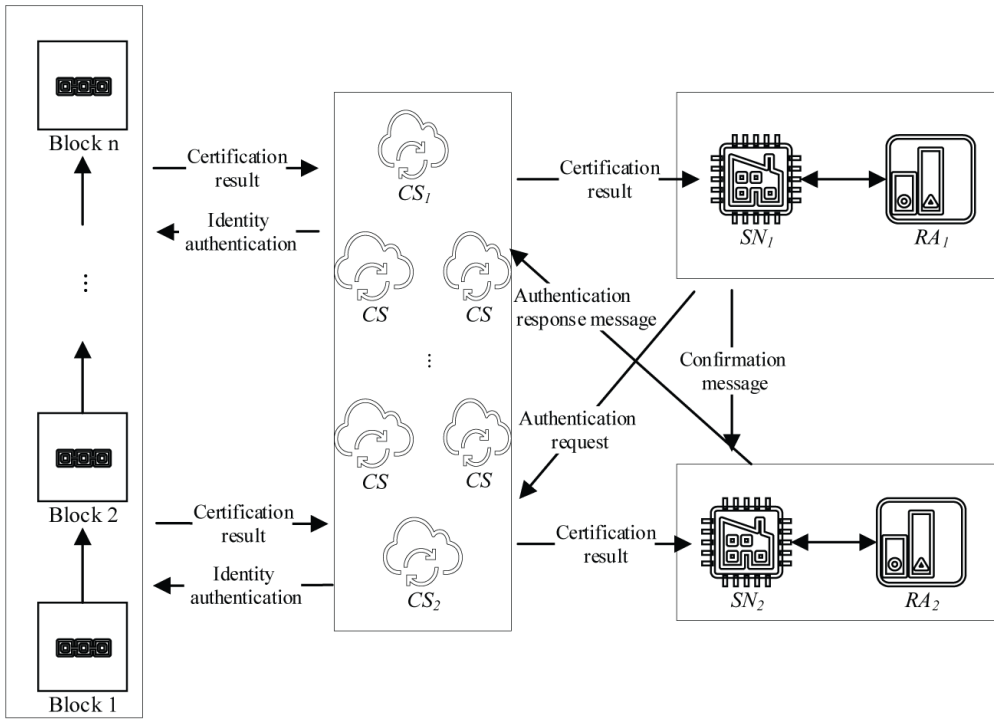 Block n
⋮
Block 2
Block 1
Certification
result
Identity
authentication
Certification
result
Identity
authentication
CS1
CS
CS
⋮
CS
CS
CS2
Certification
result
Authentication
response message
Confirmation
message
Authentication
request
Certification
result
SN1
RA1
SN2
RA2